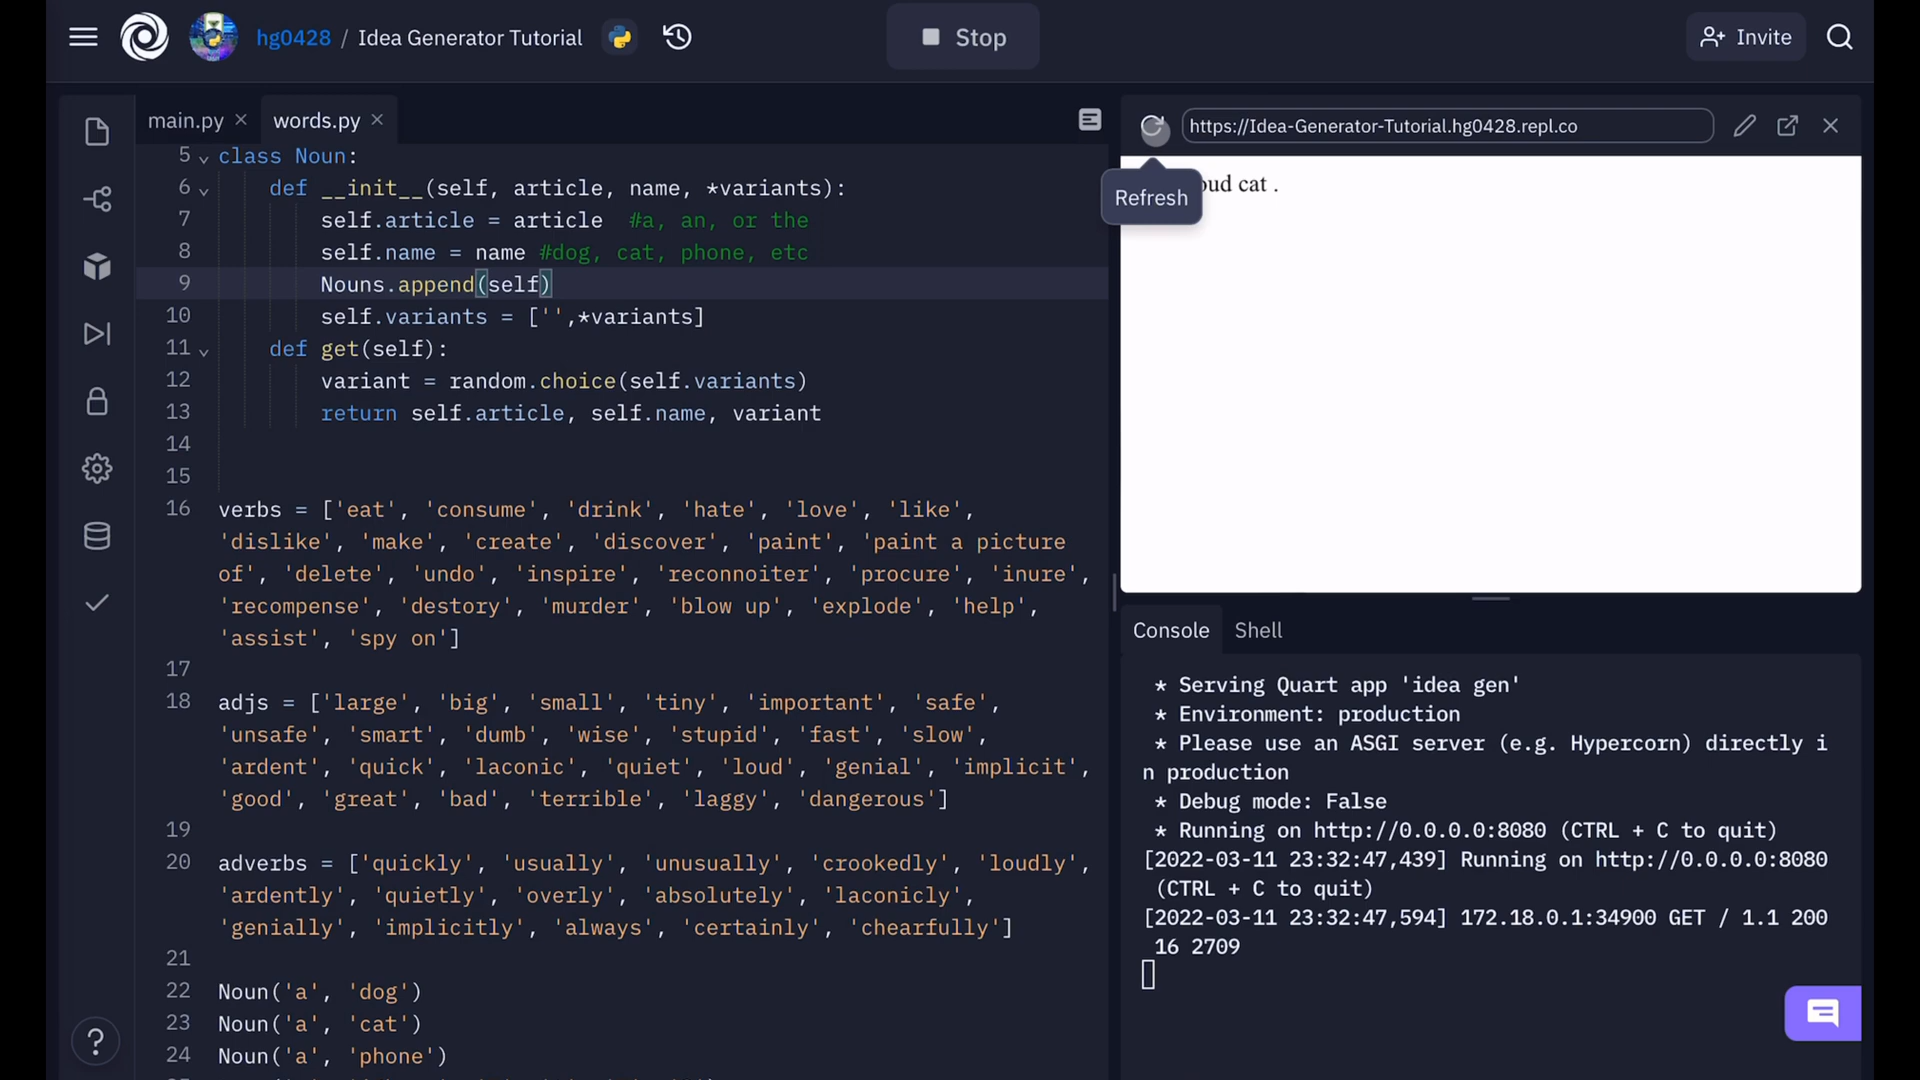 hg0428 / Idea Generator Tutorial
Stop
Invite
main.py
words.py
https://Idea-Generator-Tutorial.hg0428.repl.co
Refresh
cat .
5 class Noun:
6 def __init__(self, article, name, *variants):
7 self.article = article #a, an, or the
8 self.name = name #dog, cat, phone, etc
9 Nouns.append(self)
10 self.variants = ['',*variants]
11 def get(self):
12 variant = random.choice(self.variants)
13 return self.article, self.name, variant
14
15
16 verbs = ['eat', 'consume', 'drink', 'hate', 'love', 'like',
'dislike', 'make', 'create', 'discover', 'paint', 'paint a picture
of', 'delete', 'undo', 'inspire', 'reconnoiter', 'procure', 'inure',
'recompense', 'destory', 'murder', 'blow up', 'explode', 'help',
'assist', 'spy on']
17
18 adjs = ['large', 'big', 'small', 'tiny', 'important', 'safe',
'unsafe', 'smart', 'dumb', 'wise', 'stupid', 'fast', 'slow',
'ardent', 'quick', 'laconic', 'quiet', 'loud', 'genial', 'implicit',
'good', 'great', 'bad', 'terrible', 'laggy', 'dangerous']
19
20 adverbs = ['quickly', 'usually', 'unusually', 'crookedly', 'loudly',
'ardently', 'quietly', 'overly', 'absolutely', 'laconicly',
'genially', 'implicitly', 'always', 'certainly', 'chearfully']
21
22 Noun('a', 'dog')
23 Noun('a', 'cat')
24 Noun('a', 'phone')
Console
Shell
* Serving Quart app 'idea gen'
* Environment: production
* Please use an ASGI server (e.g. Hypercorn) directly i
n production
* Debug mode: False
* Running on http://0.0.0.0:8080 (CTRL + C to quit)
[2022-03-11 23:32:47,439] Running on http://0.0.0.0:8080
(CTRL + C to quit)
[2022-03-11 23:32:47,594] 172.18.0.1:34900 GET / 1.1 200
16 2709
?